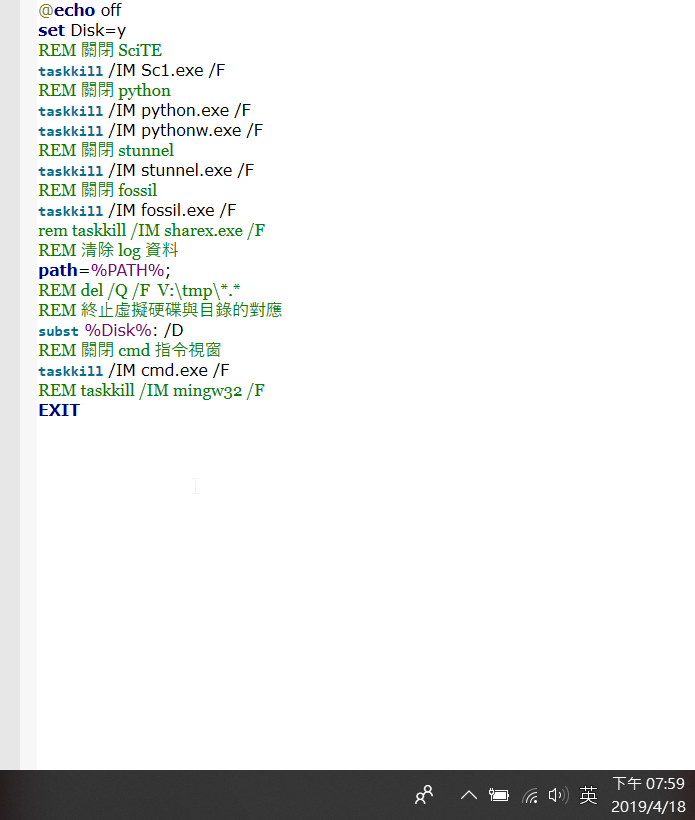 @echo off
set Disk=y
REM 關閉 SciTE
taskkill /IM Sc1.exe /F
REM 關閉 python
taskkill /IM python.exe /F
taskkill /IM pythonw.exe /F
REM 關閉 stunnel
taskkill /IM stunnel.exe /F
REM 關閉 fossil
taskkill /IM fossil.exe /F
rem taskkill /IM sharex.exe /F
REM 清除 log 資料
path=%PATH%;
REM del /Q /F  V:\tmp\*.*
REM 終止虛擬硬碟與目錄的對應
subst %Disk%: /D
REM 關閉 cmd 指令視窗
taskkill /IM cmd.exe /F
REM taskkill /IM mingw32 /F
EXIT
英
下午 07:59
2019/4/18